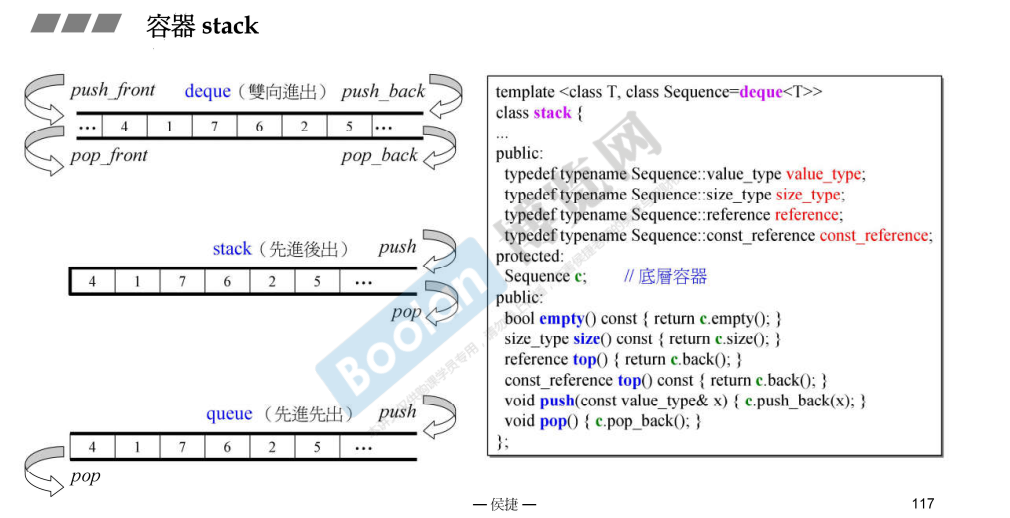 容器 stack
push_front deque（雙向進出） push_back
••• 4 1 7 6 2 5 •••
pop_front pop_back
stack（先進後出） push
4 1 7 6 2 5 •••
pop
queue（先進先出） push
4 1 7 6 2 5 •••
pop
template <class T, class Sequence=deque<T>>
class stack {
...
public:
typedef typename Sequence::value_type value_type;
typedef typename Sequence::size_type size_type;
typedef typename Sequence::reference reference;
typedef typename Sequence::const_reference const_reference;
protected:
Sequence c; // 底層容器
public:
bool empty() const { return c.empty(); }
size_type size() const { return c.size(); }
reference top() { return c.back(); }
const_reference top() const { return c.back(); }
void push(const value_type& x) { c.push_back(x); }
void pop() { c.pop_back(); }
};
Boolan 博览网
— 侯捷 —
117